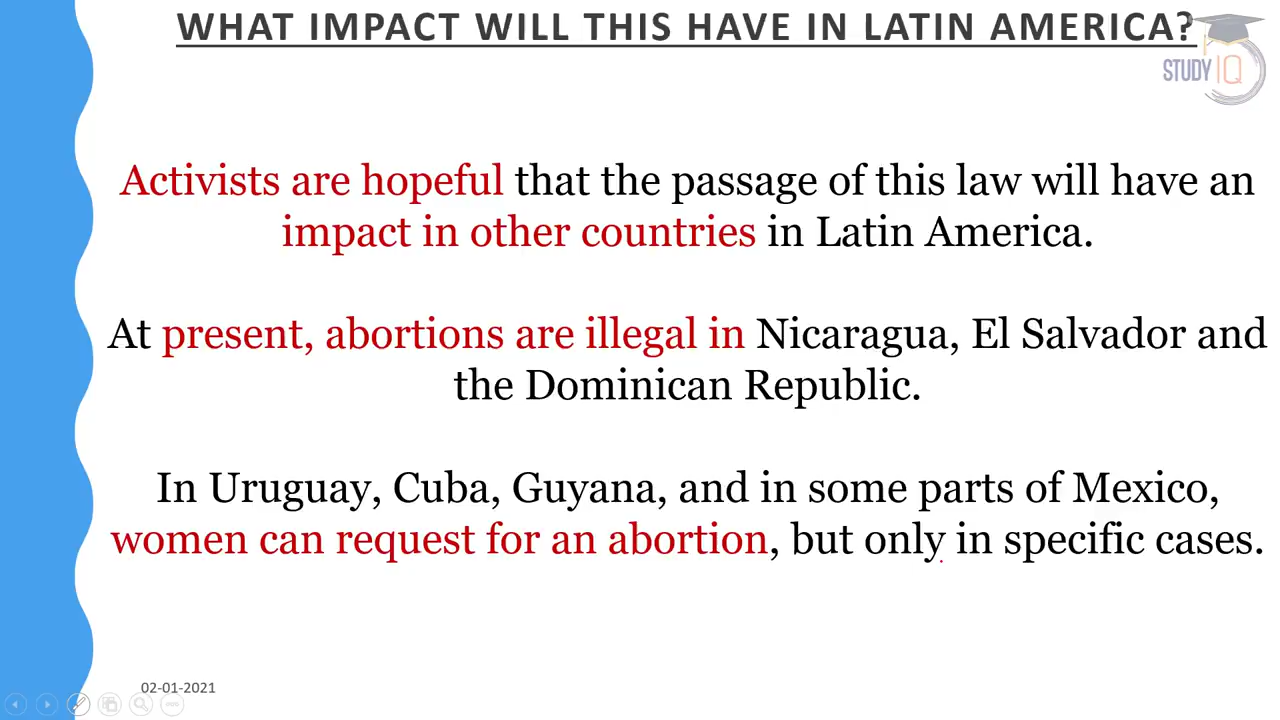 WHAT IMPACT WILL THIS HAVE IN LATIN AMERICA?
STUDY IQ
Activists are hopeful that the passage of this law will have an
impact in other countries in Latin America.
At present, abortions are illegal in Nicaragua, El Salvador and
the Dominican Republic.
In Uruguay, Cuba, Guyana, and in some parts of Mexico,
women can request for an abortion, but only in specific cases.
02-01-2021